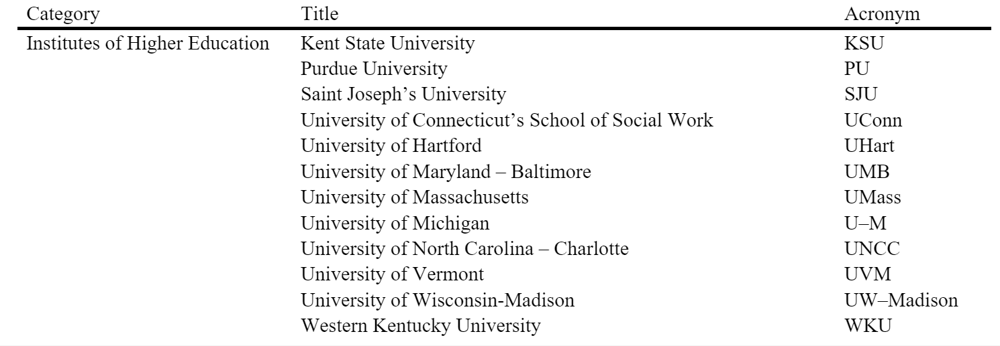 Category Title Acronym
Institutes of Higher Education Kent State University KSU
Purdue University PU
Saint Joseph’s University SJU
University of Connecticut’s School of Social Work UConn
University of Hartford UHart
University of Maryland – Baltimore UMB
University of Massachusetts UMass
University of Michigan U–M
University of North Carolina – Charlotte UNCC
University of Vermont UVM
University of Wisconsin-Madison UW–Madison
Western Kentucky University WKU